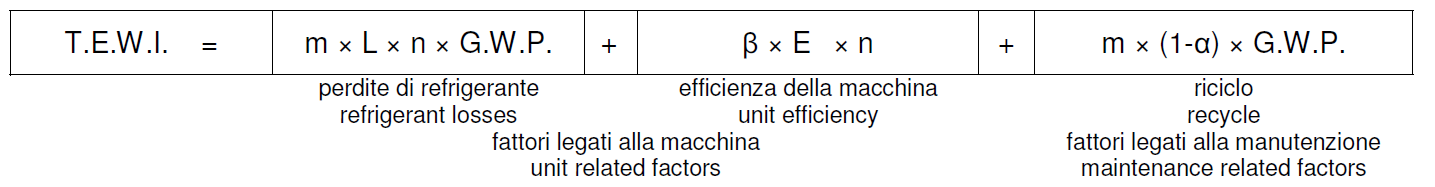 T.E.W.I. = m × L × n × G.W.P. + β × E × n + m × (1-α) × G.W.P.
perdite di refrigerante efficienza della macchina riciclo
refrigerant losses unit efficiency recycle
fattori legati alla macchina fattori legati alla manutenzione
unit related factors maintenance related factors